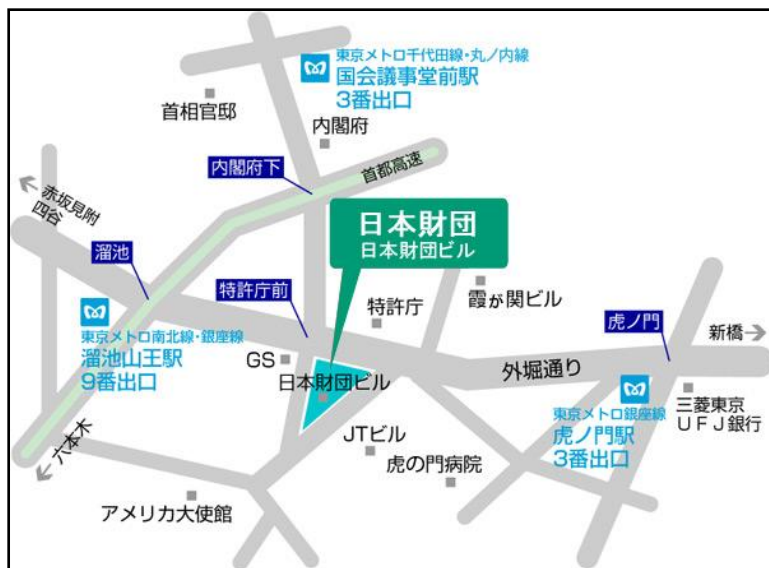 東京メトロ千代田線・丸ノ内線
国会議事堂前駅
3番出口
首相官邸
内閣府
内閣府下
首都高速
赤坂見附
四谷
日本財団
日本財団ビル
溜池
特許庁前
特許庁
霞が関ビル
虎ノ門
新橋
東京メトロ南北線・銀座線
溜池山王駅
9番出口
GS
日本財団ビル
外堀通り
東京メトロ銀座線
虎ノ門駅
3番出口
三菱東京
UFJ銀行
六本木
JTビル
虎の門病院
アメリカ大使館